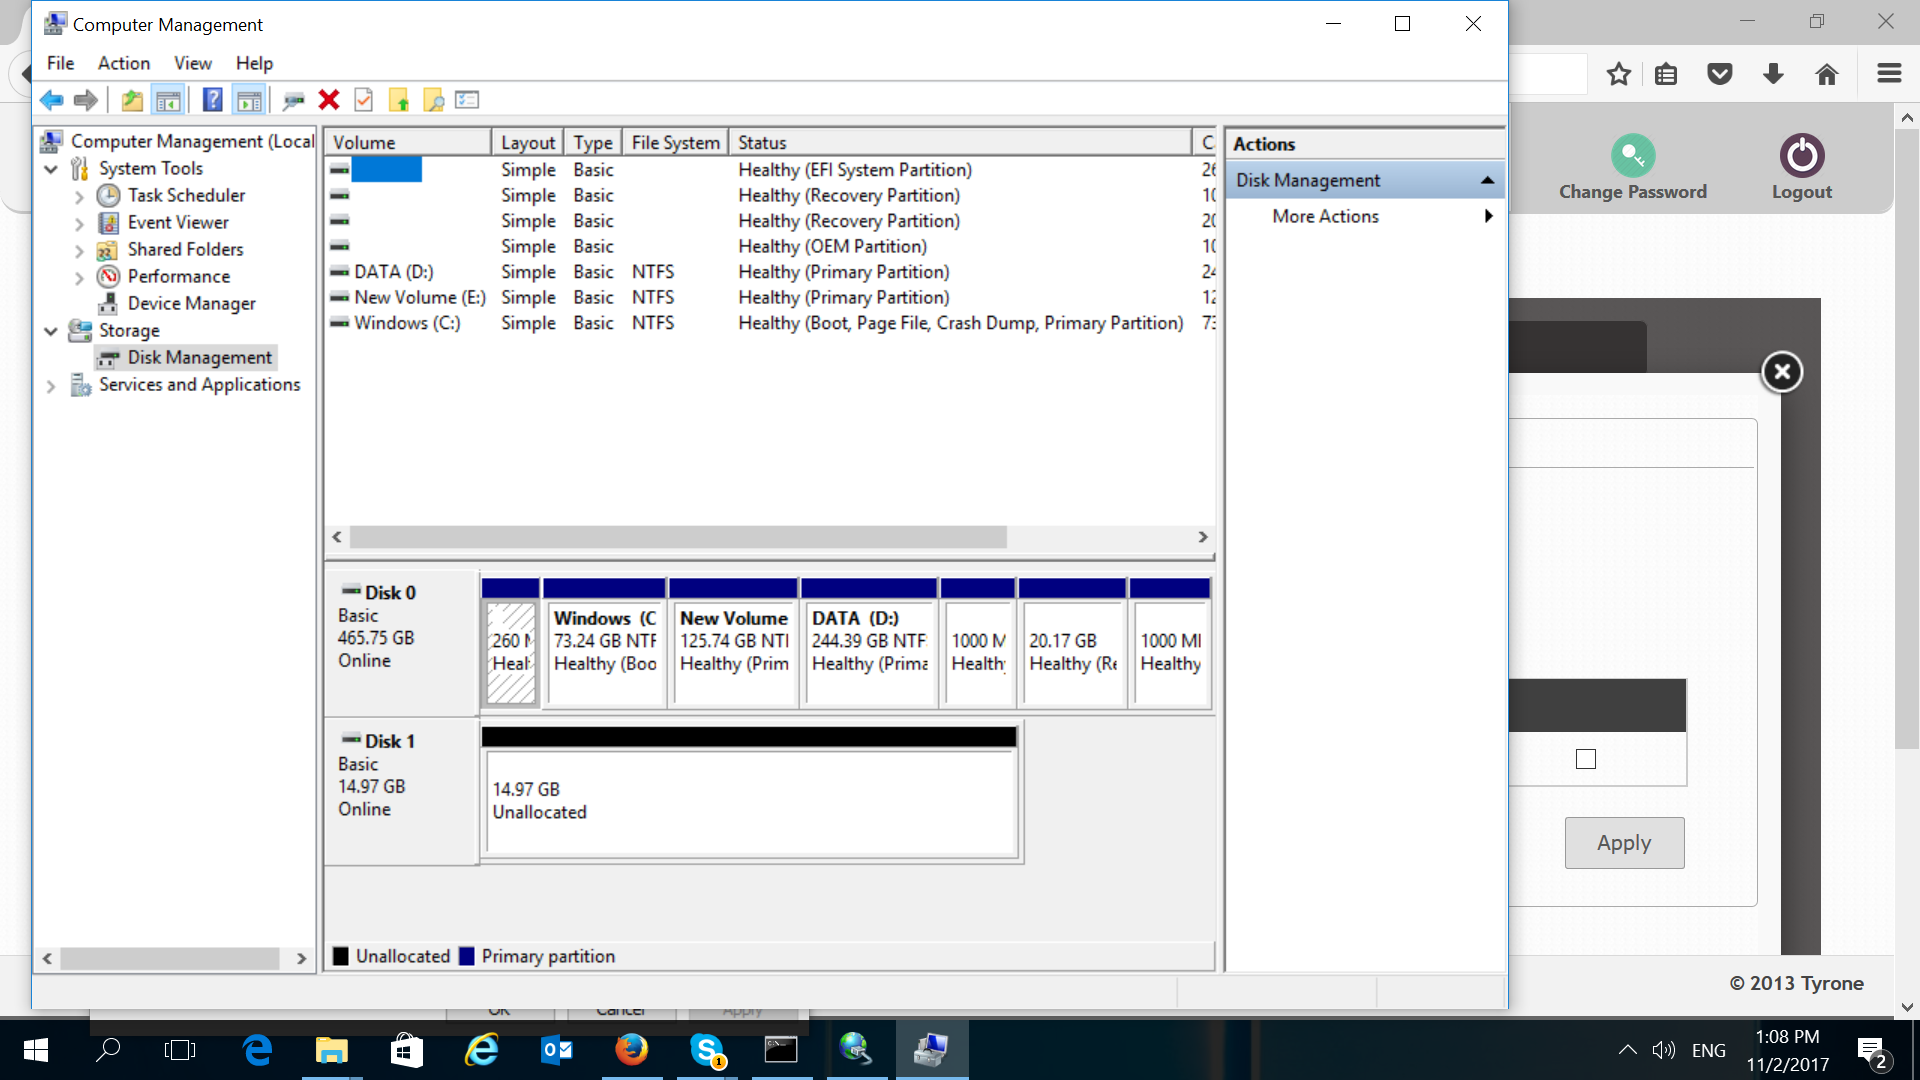 Computer Management
File Action View Help
Computer Management (Local
System Tools
Task Scheduler
Event Viewer
Shared Folders
Performance
Device Manager
Storage
Disk Management
Services and Applications
Volume Layout Type File System Status C
Simple Basic Healthy (EFI System Partition) 26
Simple Basic Healthy (Recovery Partition) 10
Simple Basic Healthy (Recovery Partition) 20
Simple Basic Healthy (OEM Partition) 10
DATA (D:) Simple Basic NTFS Healthy (Primary Partition) 24
New Volume (E:) Simple Basic NTFS Healthy (Primary Partition) 12
Windows (C:) Simple Basic NTFS Healthy (Boot, Page File, Crash Dump, Primary Partition) 73
Disk 0
Basic
465.75 GB
Online
260 M
Healt
Windows (C
73.24 GB NTF
Healthy (Boo
New Volume
125.74 GB NTI
Healthy (Prim
DATA (D:)
244.39 GB NTF
Healthy (Prima
1000 M
Healthy
20.17 GB
Healthy (Re
1000 MI
Healthy
Disk 1
Basic
14.97 GB
Online
14.97 GB
Unallocated
Unallocated Primary partition
Actions
Disk Management
More Actions
Change Password
Logout
Apply
© 2013 Tyrone
OK Cancel Apply
1
ENG
1:08 PM
11/2/2017
2